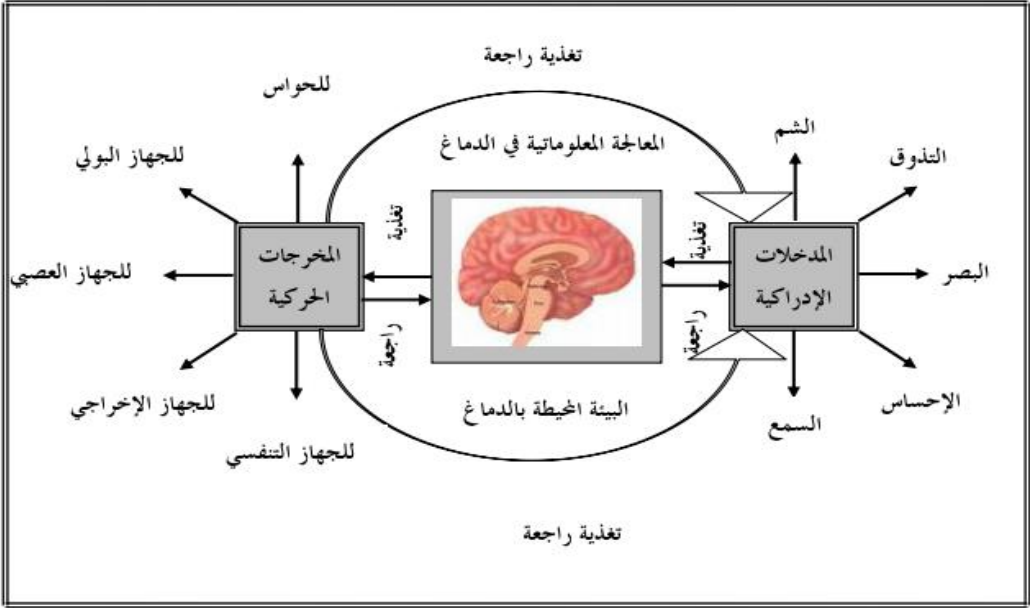 تغذية راجعة
للحواس
الشم
المعالجة المعلوماتية في الدماغ
التذوق
للجهاز البولي
تغذية
تغذية
المدخلات
الإدراكية
المخرجات
الحركية
البصر
للجهاز العصبي
راجعة
راجعة
الإحساس
للجهاز الإخراجي
البيئة المحيطة بالدماغ
السمع
للجهاز التنفسي
تغذية راجعة